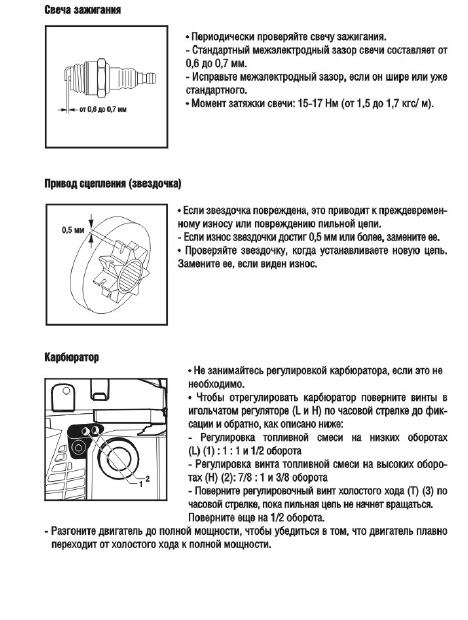 Свеча зажигания
• Периодически проверяйте свечу зажигания.
- Стандартный межэлектродный зазор свечи составляет от
0,6 до 0,7 мм.
- Исправьте межэлектродный зазор, если он шире или уже
стандартного.
• Момент затяжки свечи: 15-17 Нм (от 1,5 до 1,7 кгс/ м).
от 0,6 до 0,7 мм
Привод сцепления (звездочка)
0,5 мм
• Если звездочка повреждена, это приводит к преждевремен-
ному износу или повреждению пильной цепи.
- Если износ звездочки достиг 0,5 мм или более, замените ее.
• Проверяйте звездочку, когда устанавливаете новую цепь.
Замените ее, если виден износ.
Карбюратор
• Не занимайтесь регулировкой карбюратора, если это не
необходимо.
• Чтобы отрегулировать карбюратор поверните винты в
игольчатом регуляторе (L и H) по часовой стрелке до фик-
сации и обратно, как описано ниже:
- Регулировка топливной смеси на низких оборотах
(L) (1) : 1 : 1 и 1/2 оборота
- Регулировка винта топливной смеси на высоких оборо-
тах (H) (2): 7/8 : 1 и 3/8 оборота
- Поверните регулировочный винт холостого хода (T) (3) по
часовой стрелке, пока пильная цепь не начнет вращаться.
Поверните еще на 1/2 оборота.
2
1
- Разгоните двигатель до полной мощности, чтобы убедиться в том, что двигатель плавно
переходит от холостого хода к полной мощности.